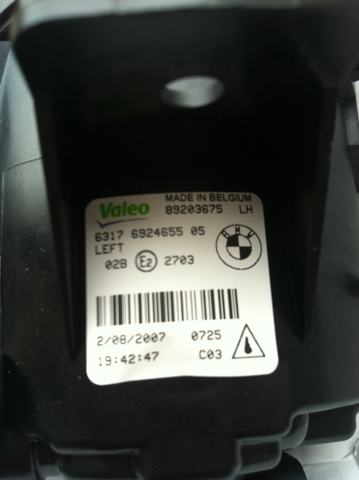 Valeo MADE IN BELGIUM
89203675 LH
6317 6924655 05
LEFT
BMW
02B E2 2703
2/08/2007 0725
19:42:47 C03